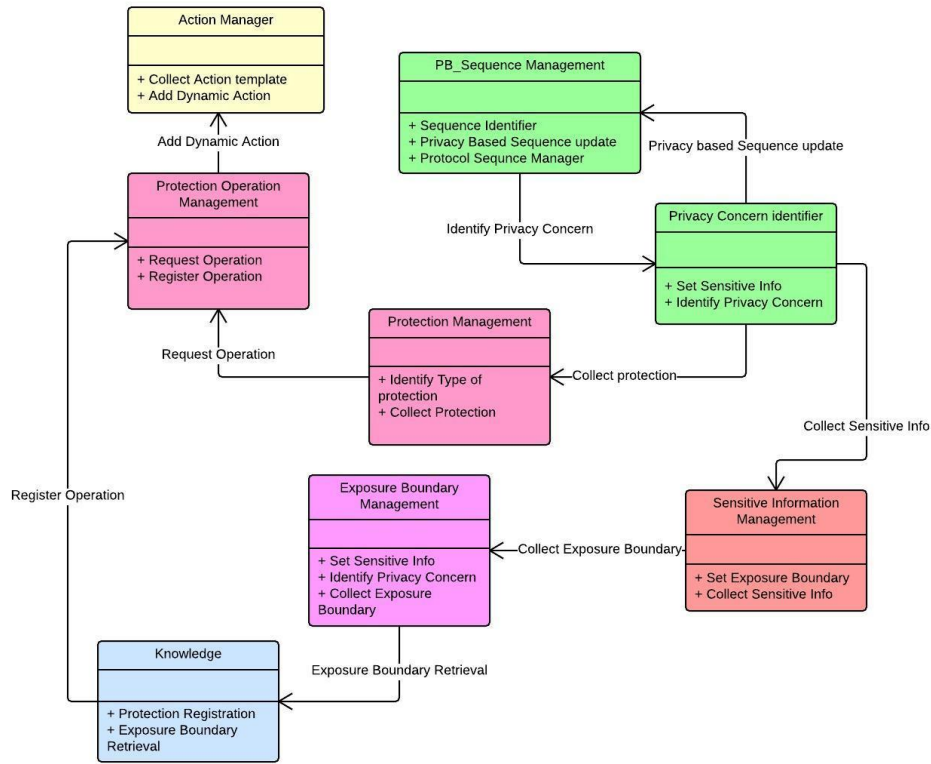 Action Manager
+ Collect Action template
+ Add Dynamic Action
Add Dynamic Action
PB_Sequence Management
+ Sequence Identifier
+ Privacy Based Sequence update
+ Protocol Sequnce Manager
Privacy based Sequence update
Protection Operation
Management
+ Request Operation
+ Register Operation
Identify Privacy Concern
Privacy Concern identifier
+ Set Sensitive Info
+ Identify Privacy Concern
Request Operation
Protection Management
+ Identify Type of
protection
+ Collect Protection
Collect protection
Collect Sensitive Info
Register Operation
Exposure Boundary
Management
+ Set Sensitive Info
+ Identify Privacy Concern
+ Collect Exposure
Boundary
Collect Exposure Boundary
Sensitive Information
Management
+ Set Exposure Boundary
+ Collect Sensitive Info
Exposure Boundary Retrieval
Knowledge
+ Protection Registration
+ Exposure Boundary
Retrieval